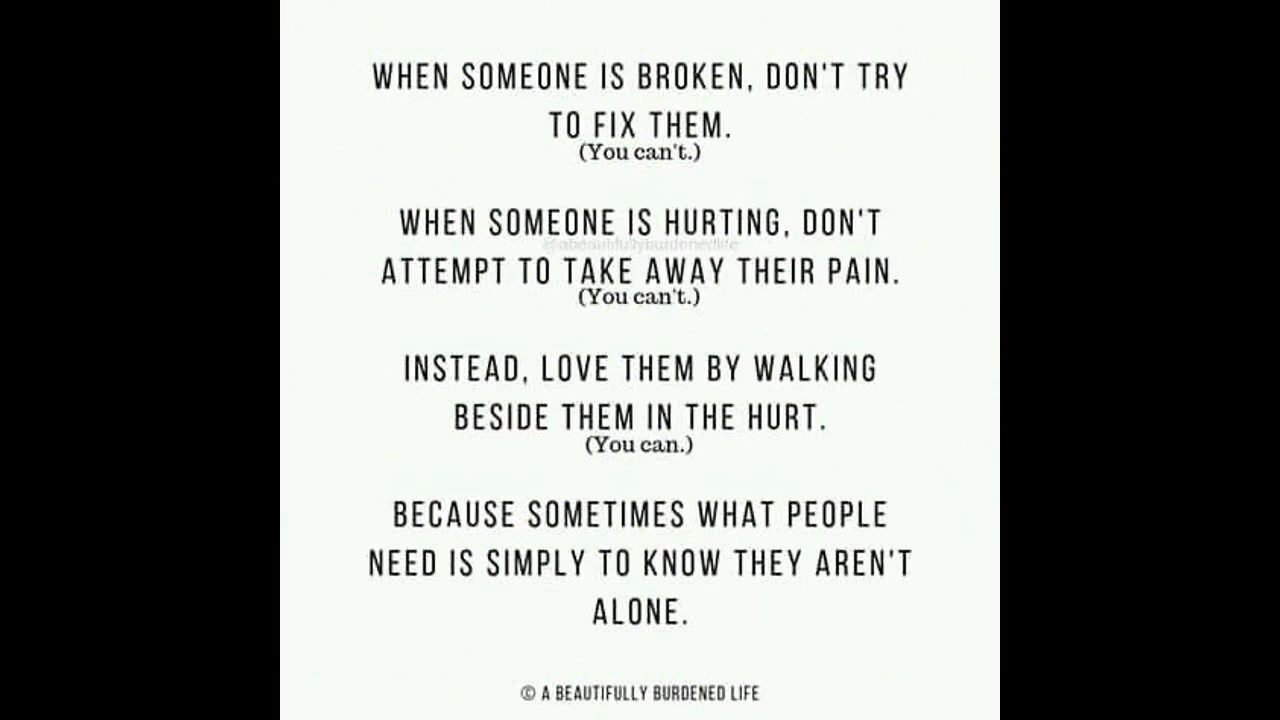 WHEN SOMEONE IS BROKEN, DON'T TRY
TO FIX THEM.
(You can't.)
WHEN SOMEONE IS HURTING, DON'T
@abeautifullyburdenedlife
ATTEMPT TO TAKE AWAY THEIR PAIN.
(You can't.)
INSTEAD, LOVE THEM BY WALKING
BESIDE THEM IN THE HURT.
(You can.)
BECAUSE SOMETIMES WHAT PEOPLE
NEED IS SIMPLY TO KNOW THEY AREN'T
ALONE.
© A BEAUTIFULLY BURDENED LIFE